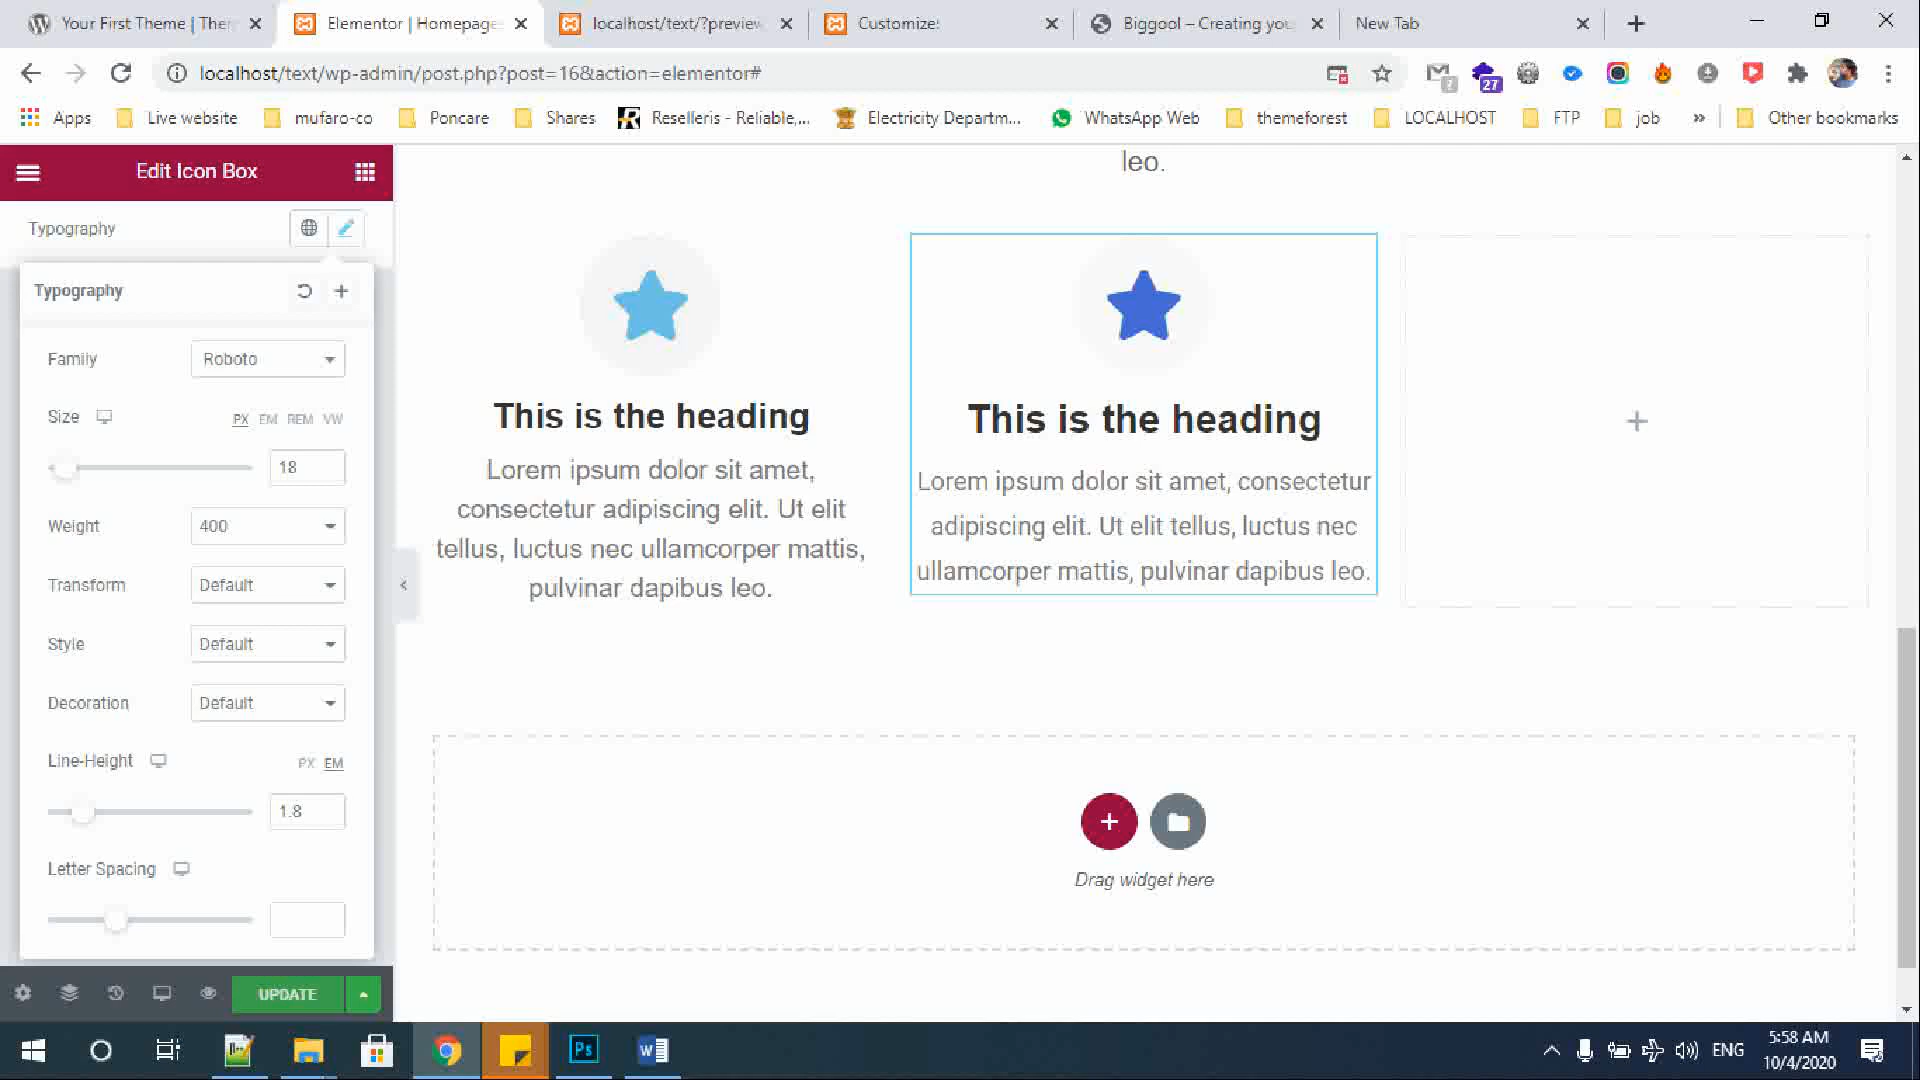 Your First Theme | Them
Elementor | Homepage
localhost/text/?preview
Customize:
Biggool – Creating you
New Tab
localhost/text/wp-admin/post.php?post=16&action=elementor#
27
Apps
Live website
mufaro-co
Poncare
Shares
Reselleris - Reliable,...
Electricity Departm...
WhatsApp Web
themeforest
LOCALHOST
FTP
job
»
Other bookmarks
Edit Icon Box
Typography
Typography
Family
Roboto
Size
PX EM REM VW
18
Weight
400
Transform
Default
Style
Default
Decoration
Default
Line-Height
PX EM
1.8
Letter Spacing
UPDATE
leo.
This is the heading
Lorem ipsum dolor sit amet,
consectetur adipiscing elit. Ut elit
tellus, luctus nec ullamcorper mattis,
pulvinar dapibus leo.
This is the heading
Lorem ipsum dolor sit amet, consectetur
adipiscing elit. Ut elit tellus, luctus nec
ullamcorper mattis, pulvinar dapibus leo.
Drag widget here
Ps
W
ENG
5:58 AM
10/4/2020